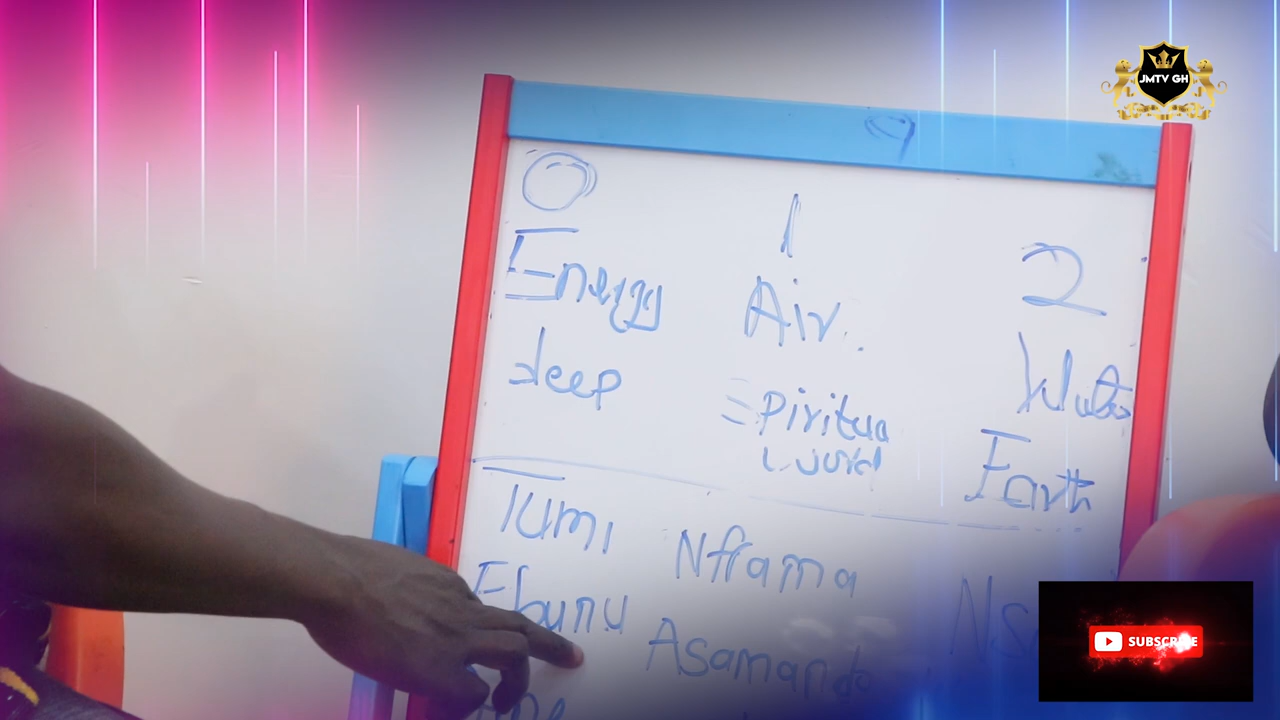 JMTV GH
0
1
2
Energy
Air.
deep
Spiritua
world
Earth
Tumi
Nframa
Ebunu
Asamando
SUBSCRIBE